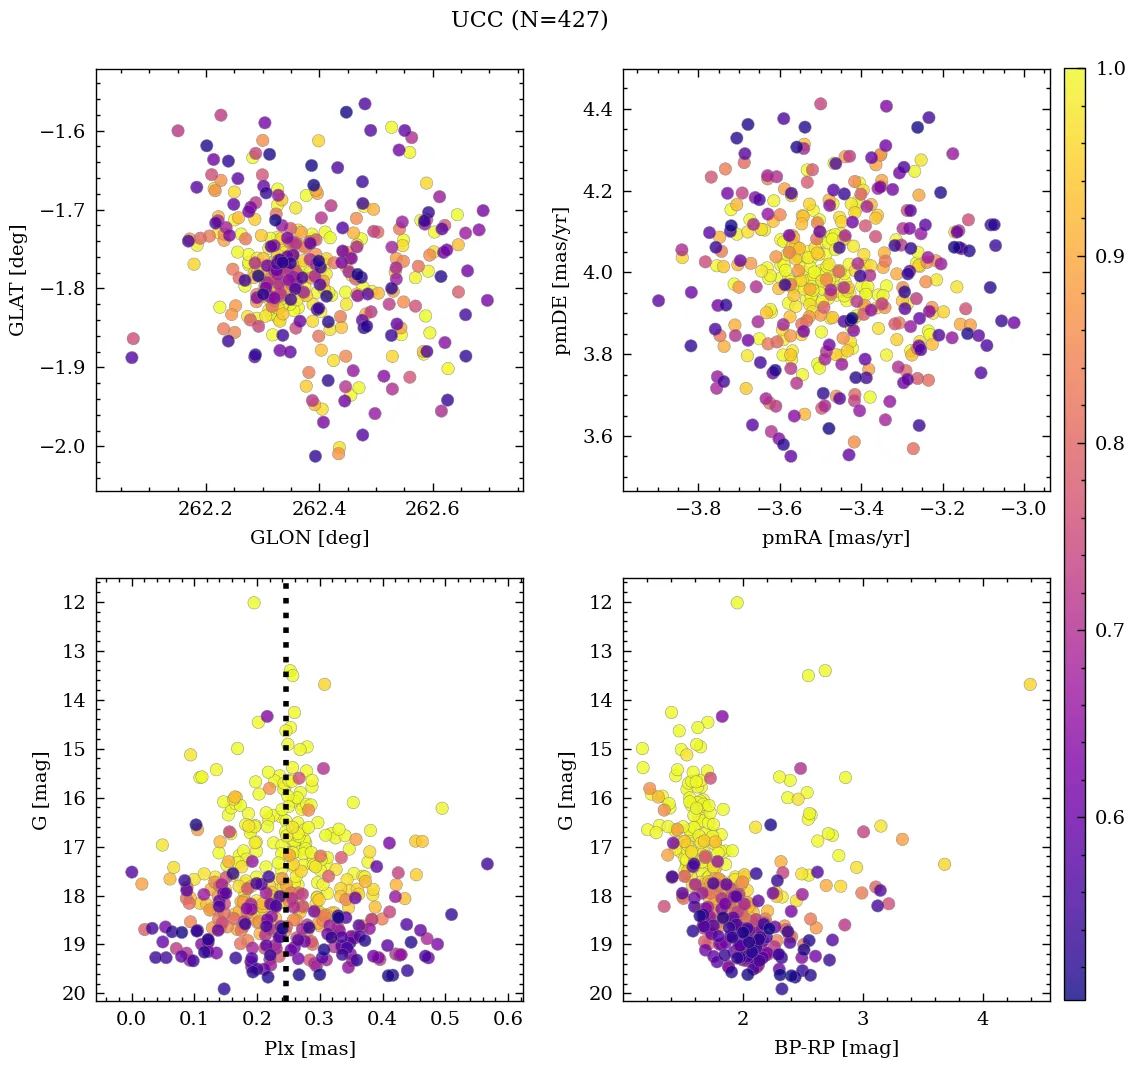 UCC (N=427)
−1.6
−1.7
−1.8
−1.9
−2.0
GLAT [deg]
262.2 262.4 262.6
GLON [deg]
4.4
4.2
4.0
3.8
3.6
pmDE [mas/yr]
−3.8 −3.6 −3.4 −3.2 −3.0
pmRA [mas/yr]
1.0
0.9
0.8
0.7
0.6
12
13
14
15
16
17
18
19
20
G [mag]
0.0 0.1 0.2 0.3 0.4 0.5 0.6
Plx [mas]
12
13
14
15
16
17
18
19
20
G [mag]
2 3 4
BP-RP [mag]